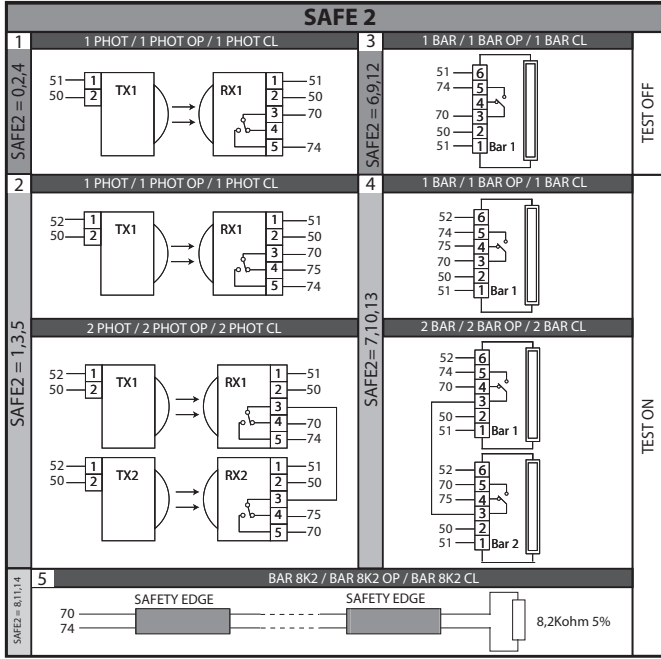 SAFE 2
1
1 PHOT / 1 PHOT OP / 1 PHOT CL
SAFE2 = 0,2,4
51 1
50 2
TX1
RX1
1 51
2 50
3 70
4
5 74
3
1 BAR / 1 BAR OP / 1 BAR CL
SAFE2 = 6,9,12
51 6
74 5
4
70 3
50 2
51 1 Bar 1
TEST OFF
2
1 PHOT / 1 PHOT OP / 1 PHOT CL
SAFE2 = 1,3,5
52 1
50 2
TX1
RX1
1 51
2 50
3 70
4 75
5 74
2 PHOT / 2 PHOT OP / 2 PHOT CL
52 1
50 2
TX1
RX1
1 51
2 50
3
4 70
5 74
52 1
50 2
TX2
RX2
1 51
2 50
3
4 75
5 70
4
1 BAR / 1 BAR OP / 1 BAR CL
SAFE2= 7,10,13
52 6
74 5
75 4
70 3
50 2
51 1 Bar 1
2 BAR / 2 BAR OP / 2 BAR CL
52 6
74 5
70 4
3
50 2
51 1 Bar 1
52 6
70 5
75 4
3
50 2
51 1 Bar 2
TEST ON
5
BAR 8K2 / BAR 8K2 OP / BAR 8K2 CL
SAFE2 = 8,11,14
70
74
SAFETY EDGE
SAFETY EDGE
8,2Kohm 5%